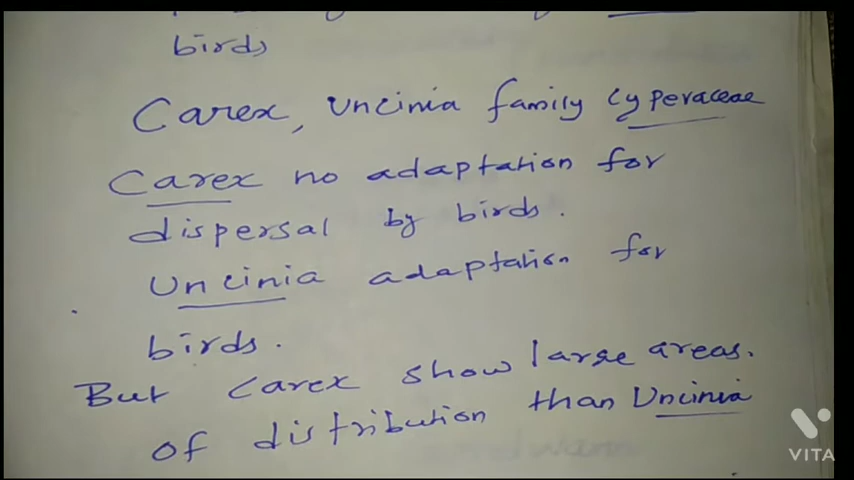 birds
Carex, Uncinia family Cyperaceae
Carex no adaptation for
dispersal by birds.
Uncinia adaptation for
birds.
But Carex show large areas.
of distribution than Uncinia
VITA